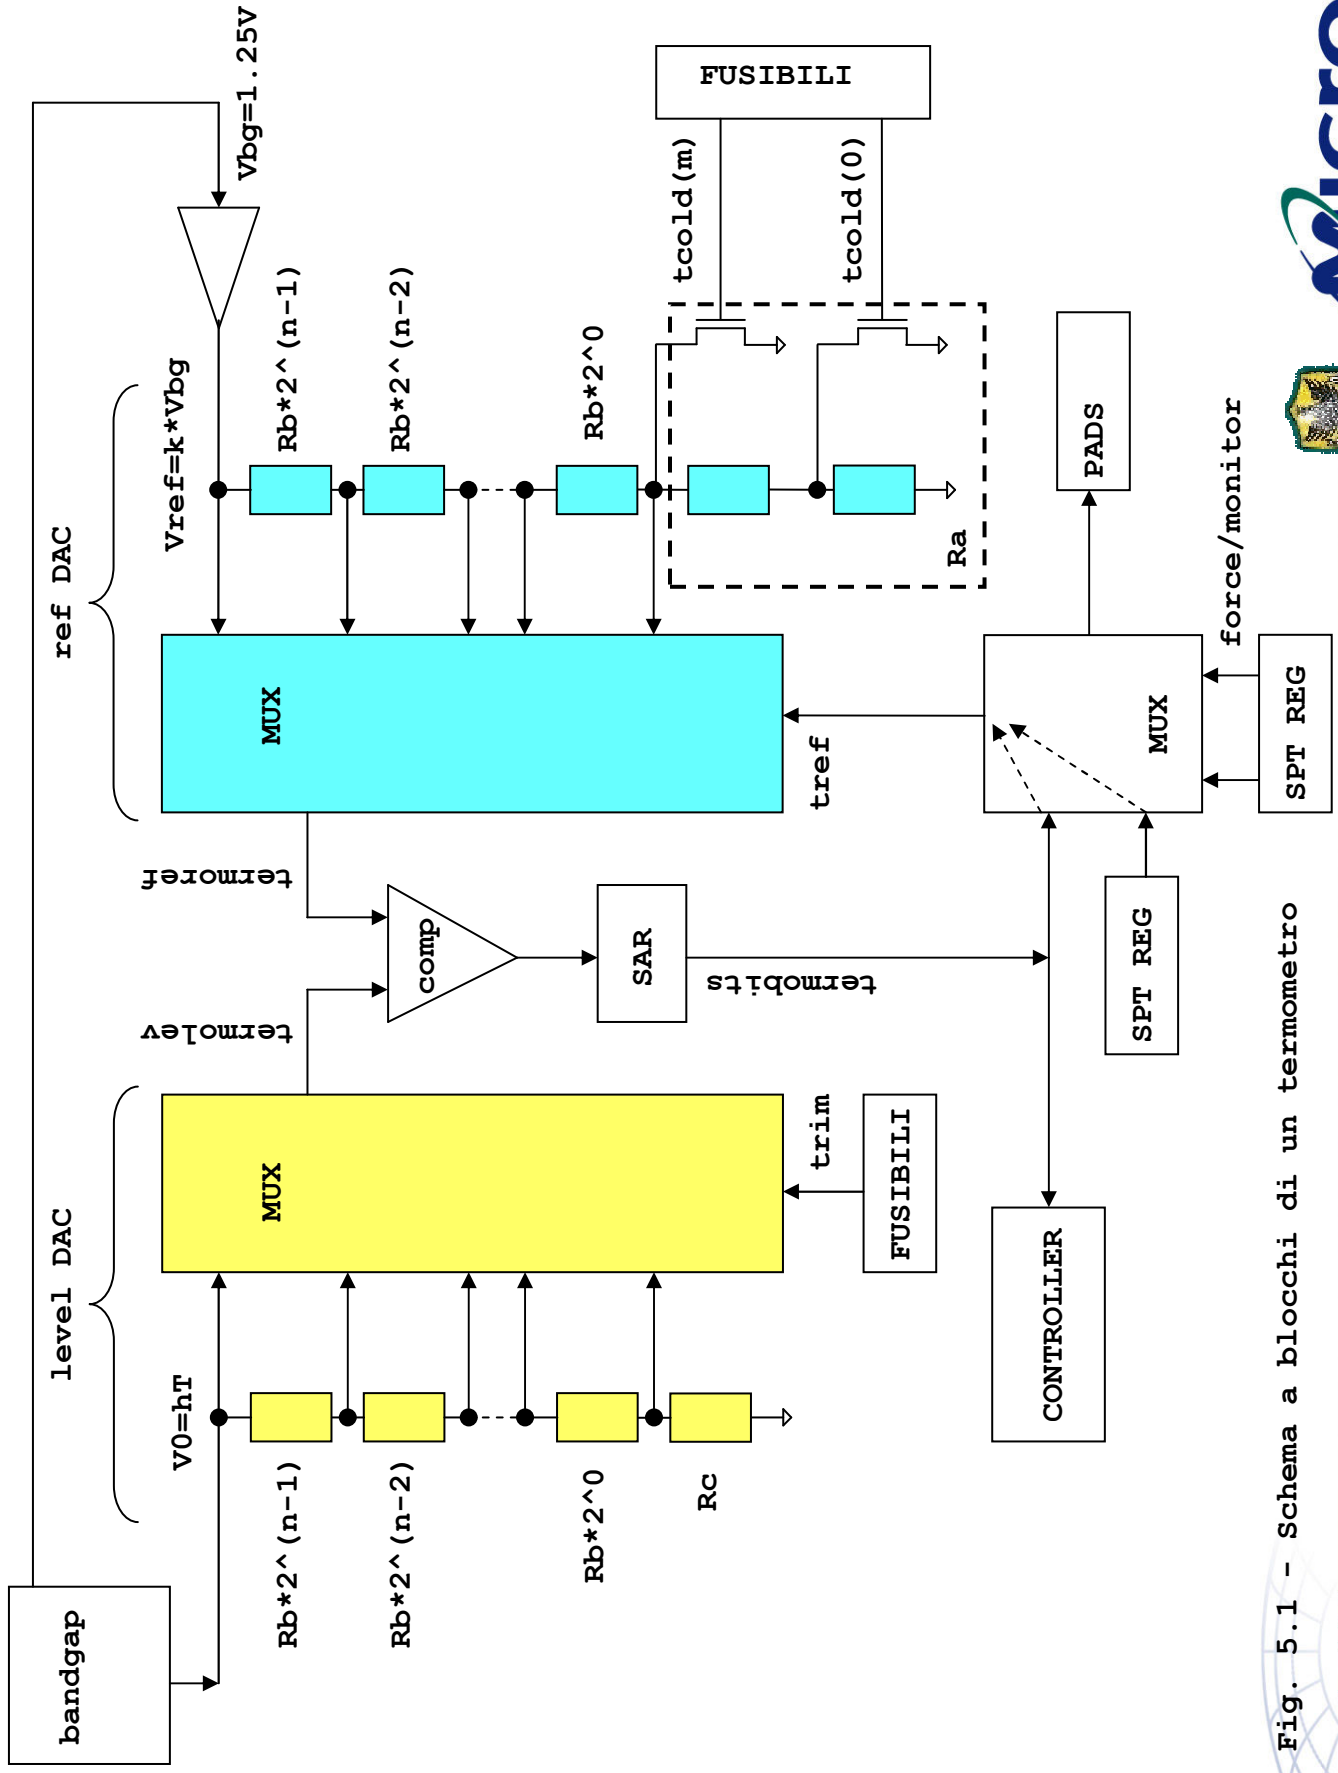 bandgap
level DAC
ref DAC
V0=hT
Vref=k*Vbg
Vbg=1.25V
Rb*2^(n-1)
Rb*2^(n-2)
Rb*2^0
Rc
MUX
trim
FUSIBILI
termolev
termoref
comp
SAR
termobits
MUX
tref
Rb*2^(n-1)
Rb*2^(n-2)
Rb*2^0
Ra
tcold(m)
tcold(0)
FUSIBILI
CONTROLLER
SPT REG
MUX
SPT REG
force/monitor
PADS
Fig. 5.1 - Schema a blocchi di un termometro
Micro